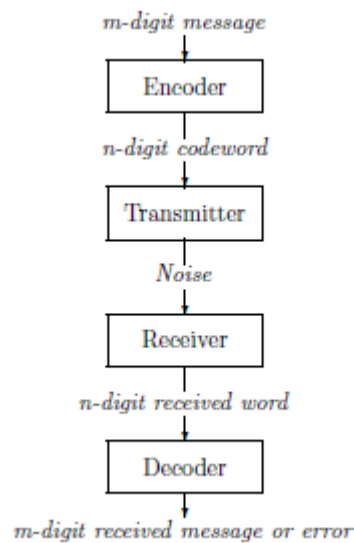 m-digit message
Encoder
n-digit codeword
Transmitter
Noise
Receiver
n-digit received word
Decoder
m-digit received message or error